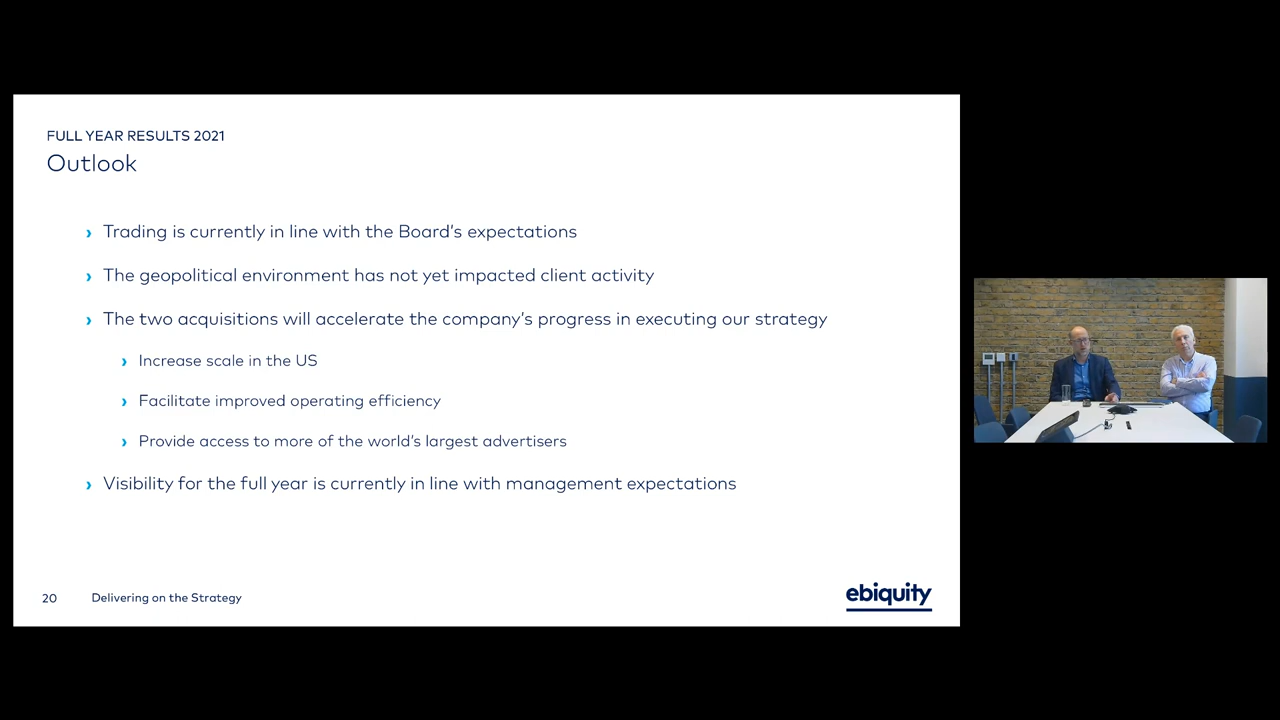 FULL YEAR RESULTS 2021
Outlook
› Trading is currently in line with the Board's expectations
› The geopolitical environment has not yet impacted client activity
› The two acquisitions will accelerate the company's progress in executing our strategy
› Increase scale in the US
› Facilitate improved operating efficiency
› Provide access to more of the world's largest advertisers
› Visibility for the full year is currently in line with management expectations
20 Delivering on the Strategy
ebiquity